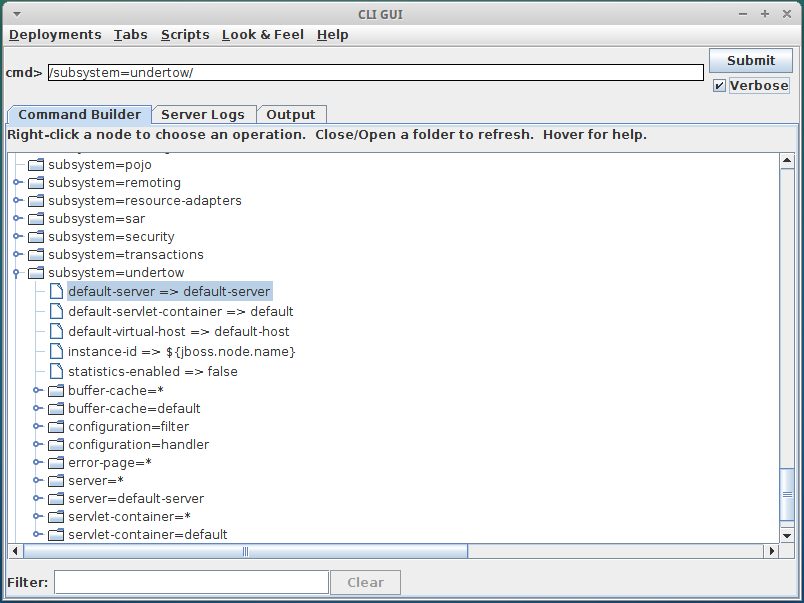 CLI GUI
Deployments Tabs Scripts Look & Feel Help
cmd> /subsystem=undertow/ Submit
Verbose
Command Builder Server Logs Output
Right-click a node to choose an operation. Close/Open a folder to refresh. Hover for help.
subsystem=pojo
subsystem=remoting
subsystem=resource-adapters
subsystem=sar
subsystem=security
subsystem=transactions
subsystem=undertow
default-server => default-server
default-servlet-container => default
default-virtual-host => default-host
instance-id => ${jboss.node.name}
statistics-enabled => false
buffer-cache=*
buffer-cache=default
configuration=filter
configuration=handler
error-page=*
server=*
server=default-server
servlet-container=*
servlet-container=default
Filter: Clear